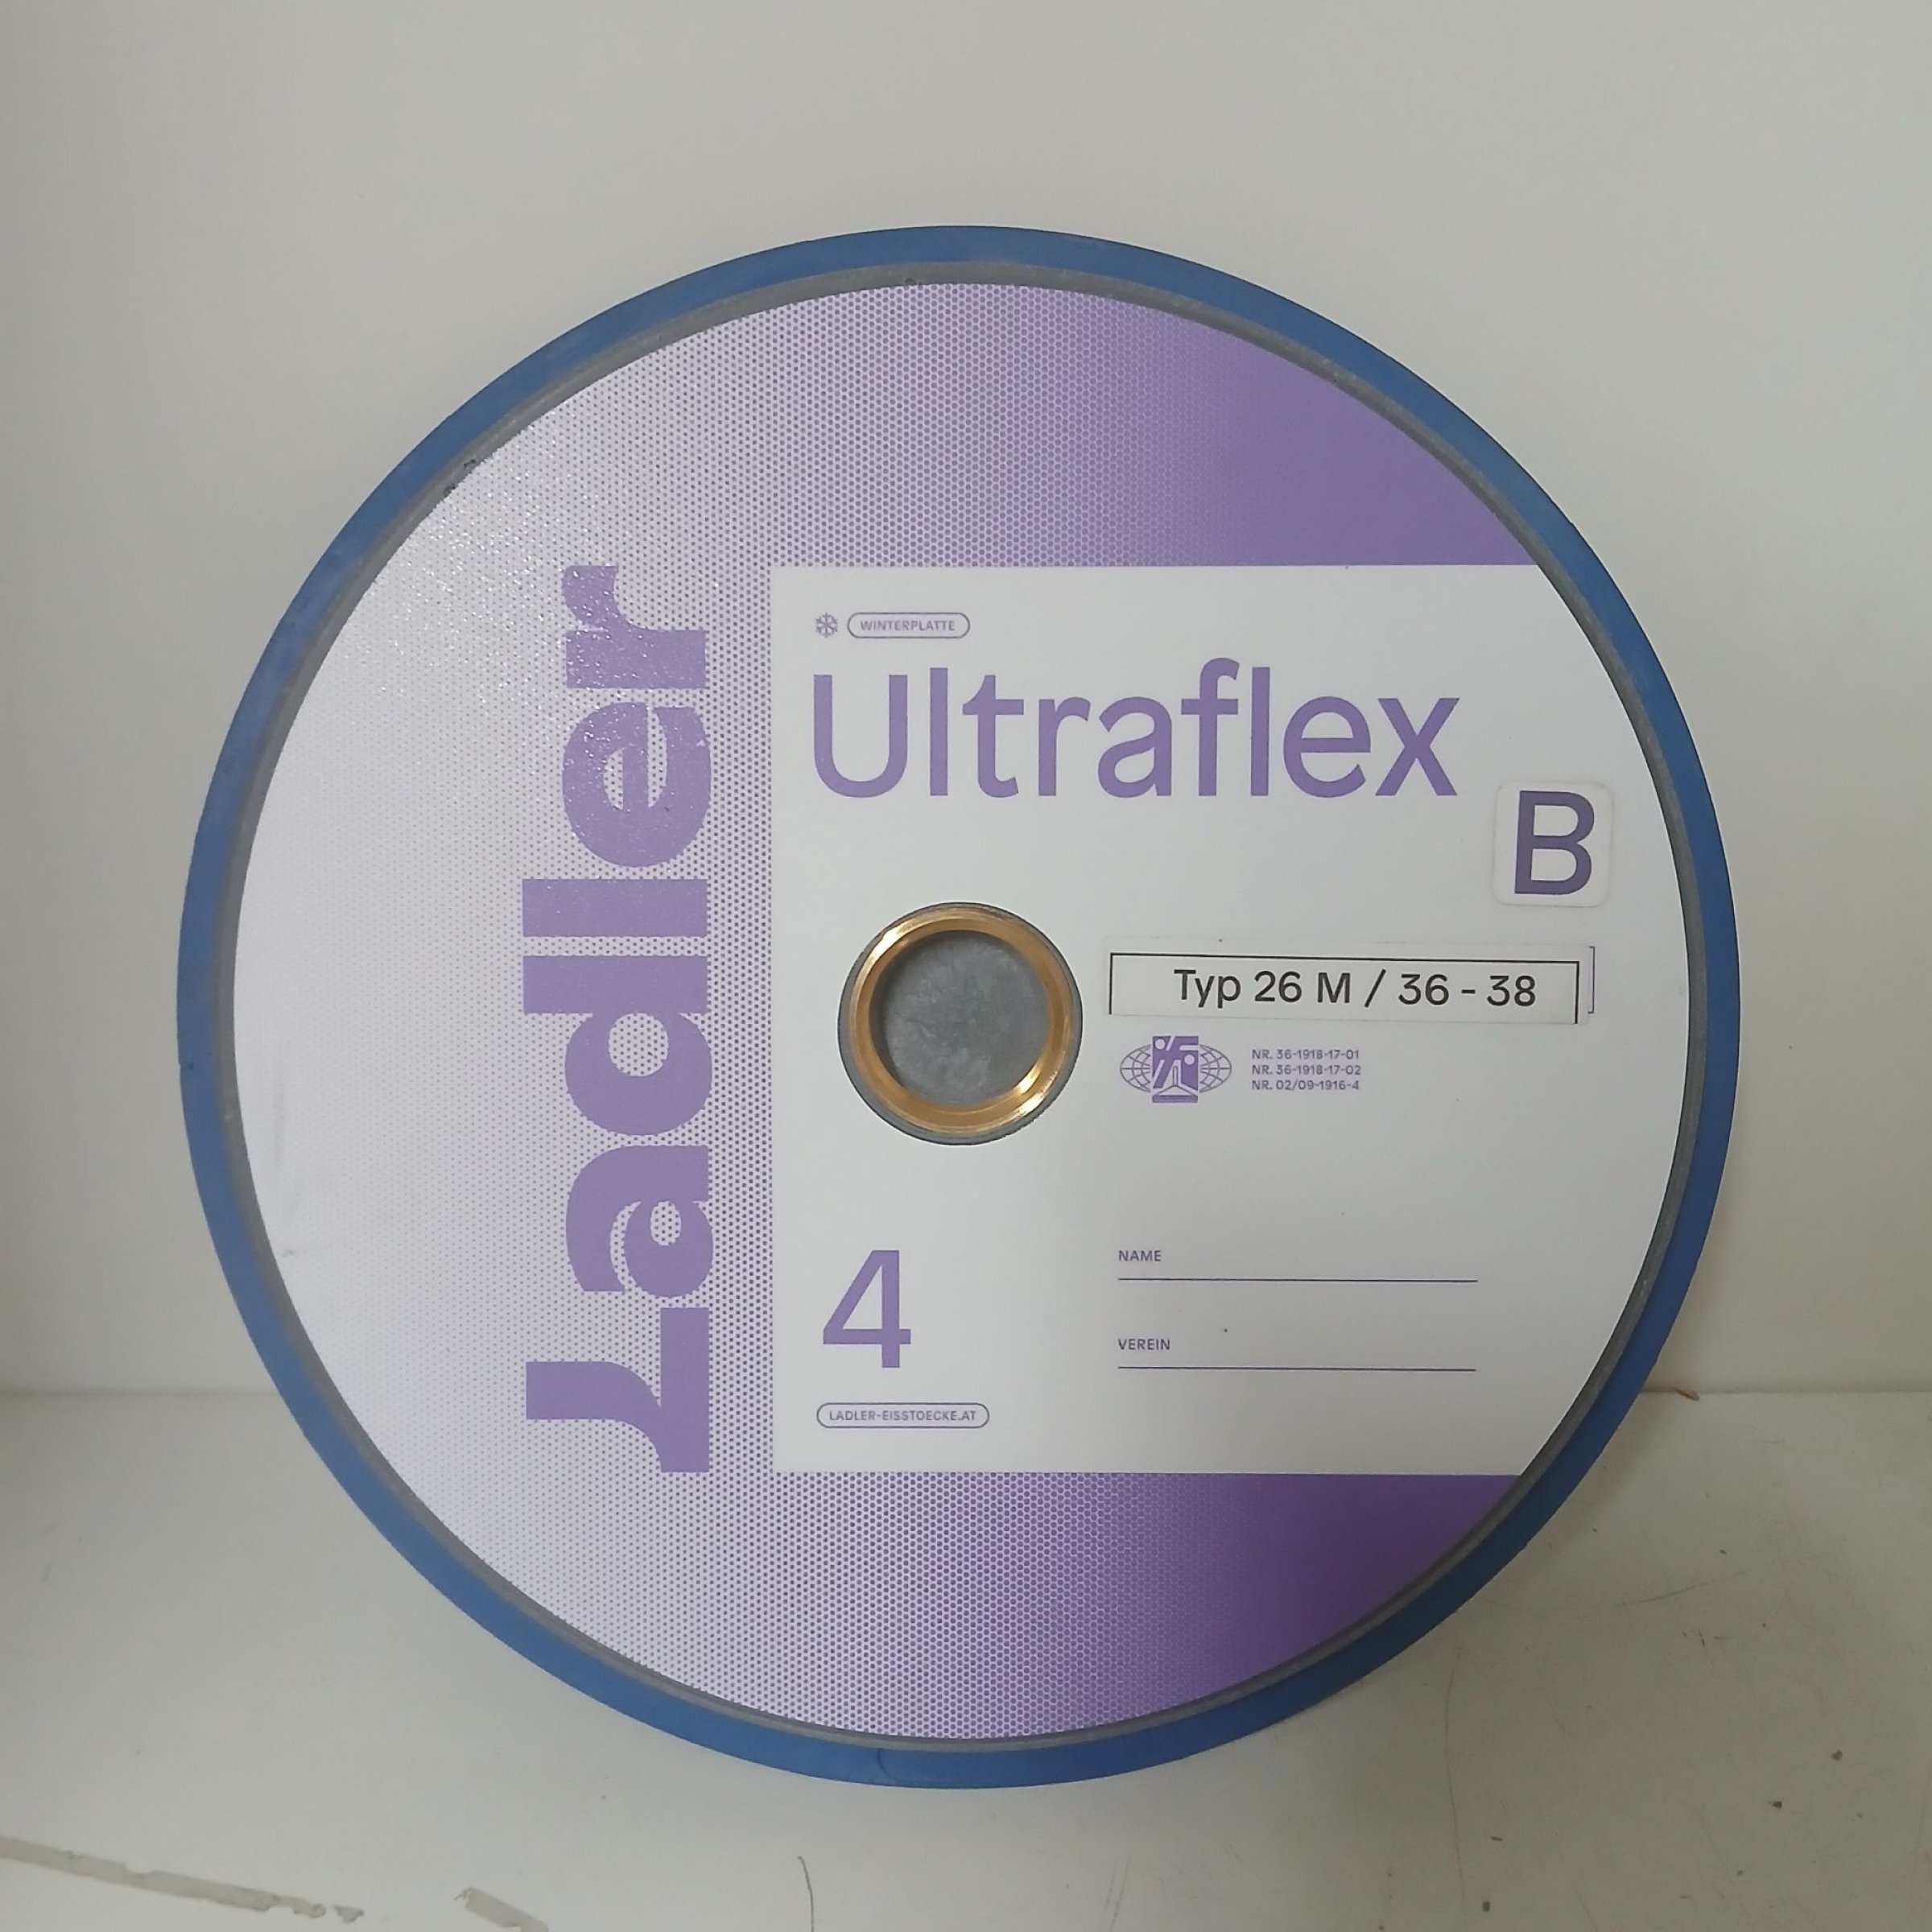 Ladler
WINTERPLATTE
Ultraflex
B
Typ 26 M / 36 - 38
NR. 36-1918-17-01
NR. 36-1918-17-02
NR. 02/09-1916-4
4
NAME
VEREIN
LADLER-EISSTOECKE.AT